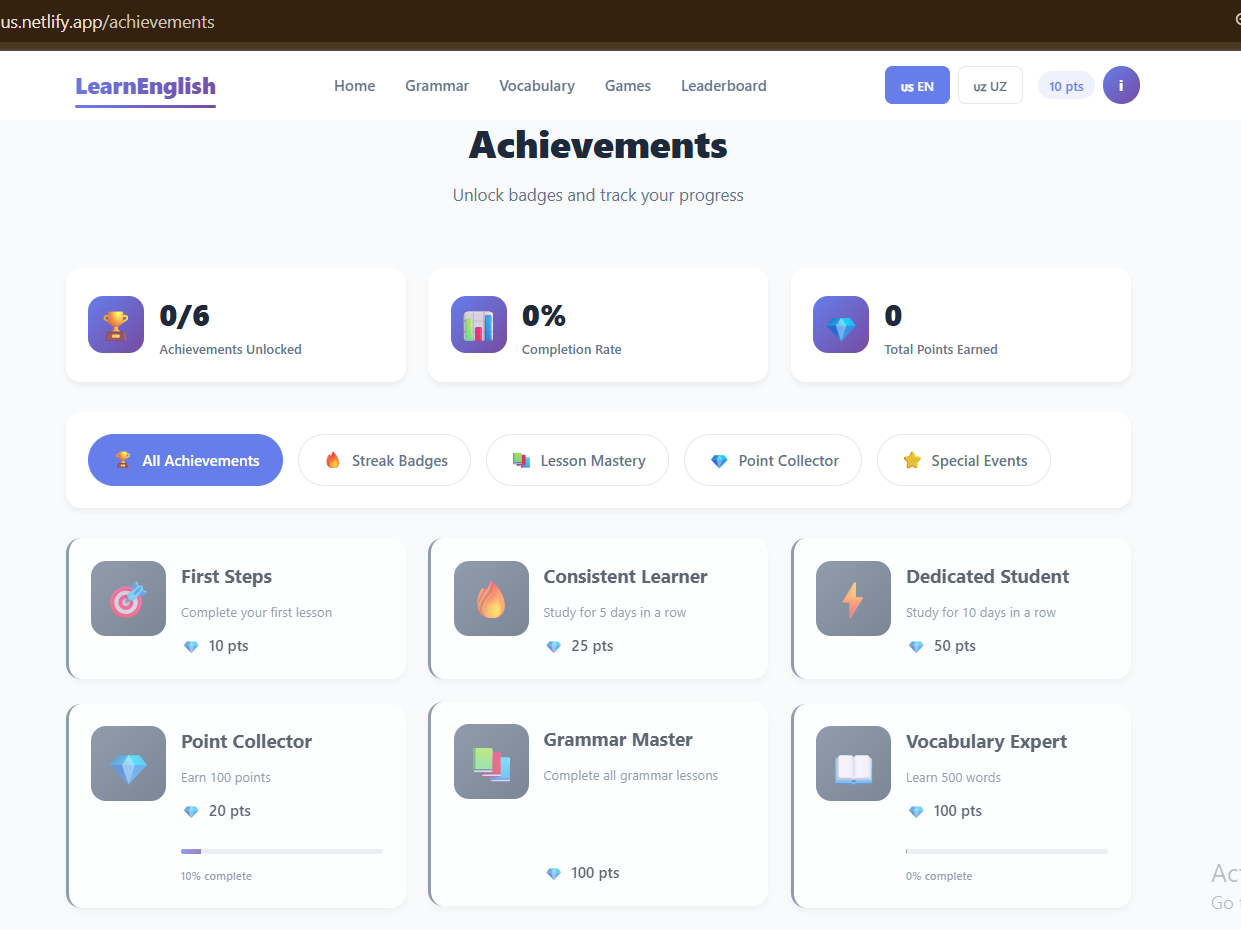 us.netlify.app/achievements
LearnEnglish
Home Grammar Vocabulary Games Leaderboard
us EN uz UZ 10 pts i
Achievements
Unlock badges and track your progress
0/6
Achievements Unlocked
0%
Completion Rate
0
Total Points Earned
All Achievements Streak Badges Lesson Mastery Point Collector Special Events
First Steps
Complete your first lesson
10 pts
Consistent Learner
Study for 5 days in a row
25 pts
Dedicated Student
Study for 10 days in a row
50 pts
Point Collector
Earn 100 points
20 pts
10% complete
Grammar Master
Complete all grammar lessons
100 pts
Vocabulary Expert
Learn 500 words
100 pts
0% complete
Go